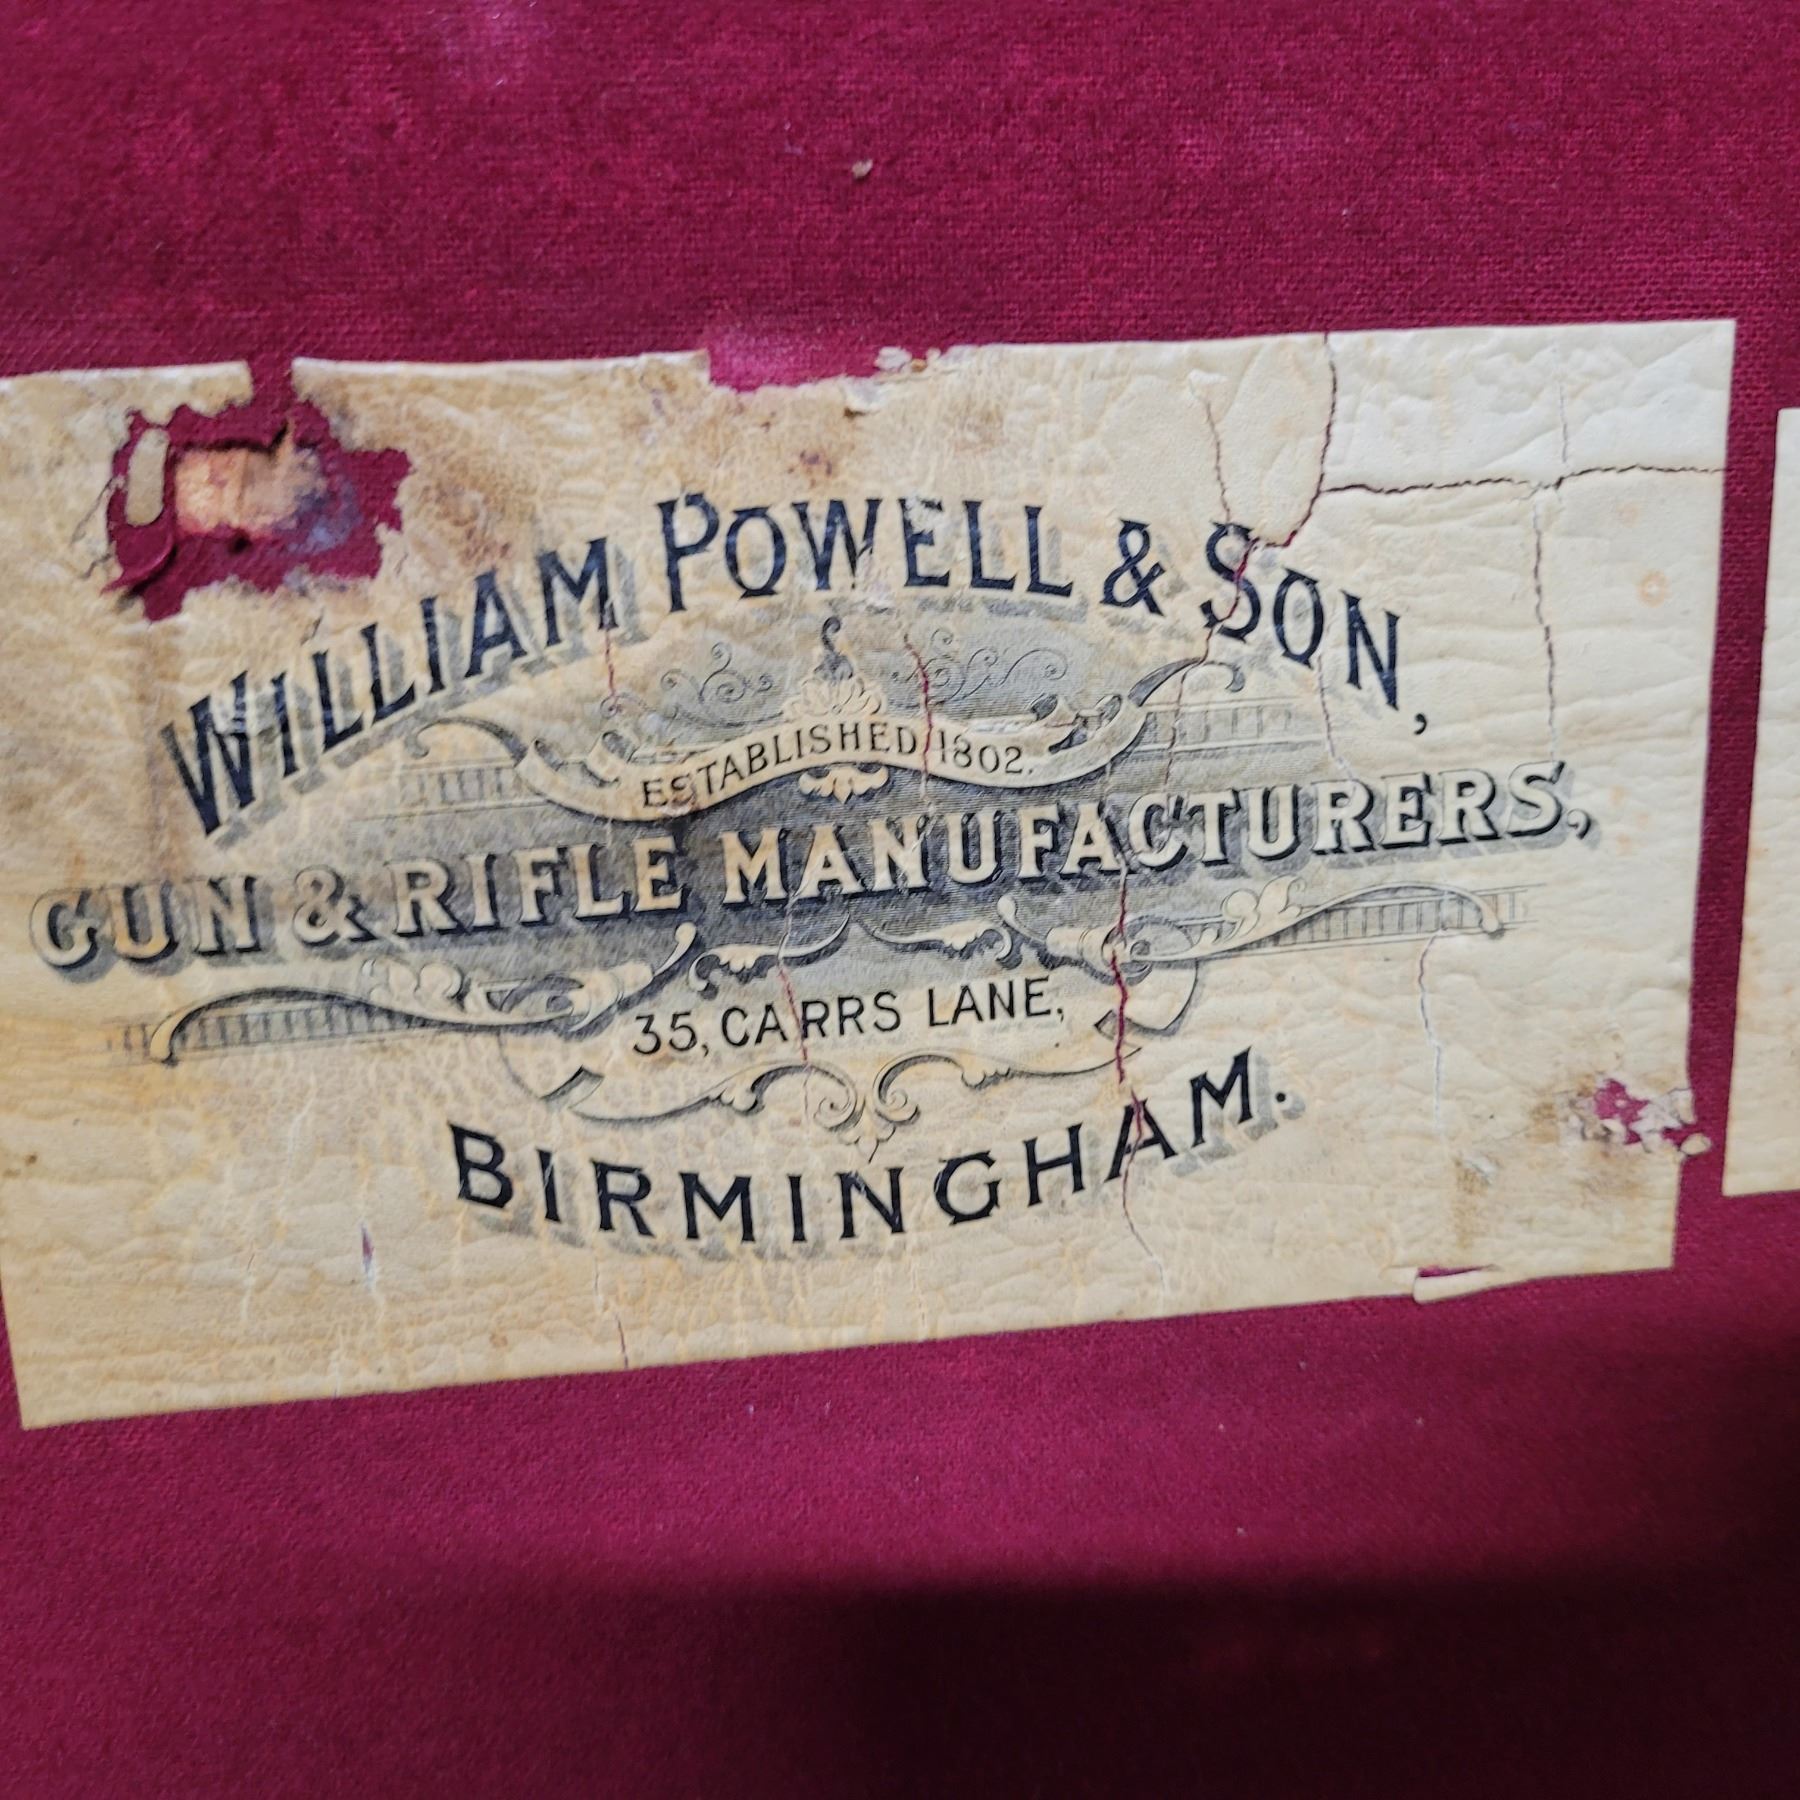 WILLIAM POWELL & SON,
ESTABLISHED 1802.
GUN & RIFLE MANUFACTURERS,
35, CARRS LANE,
BIRMINGHAM.